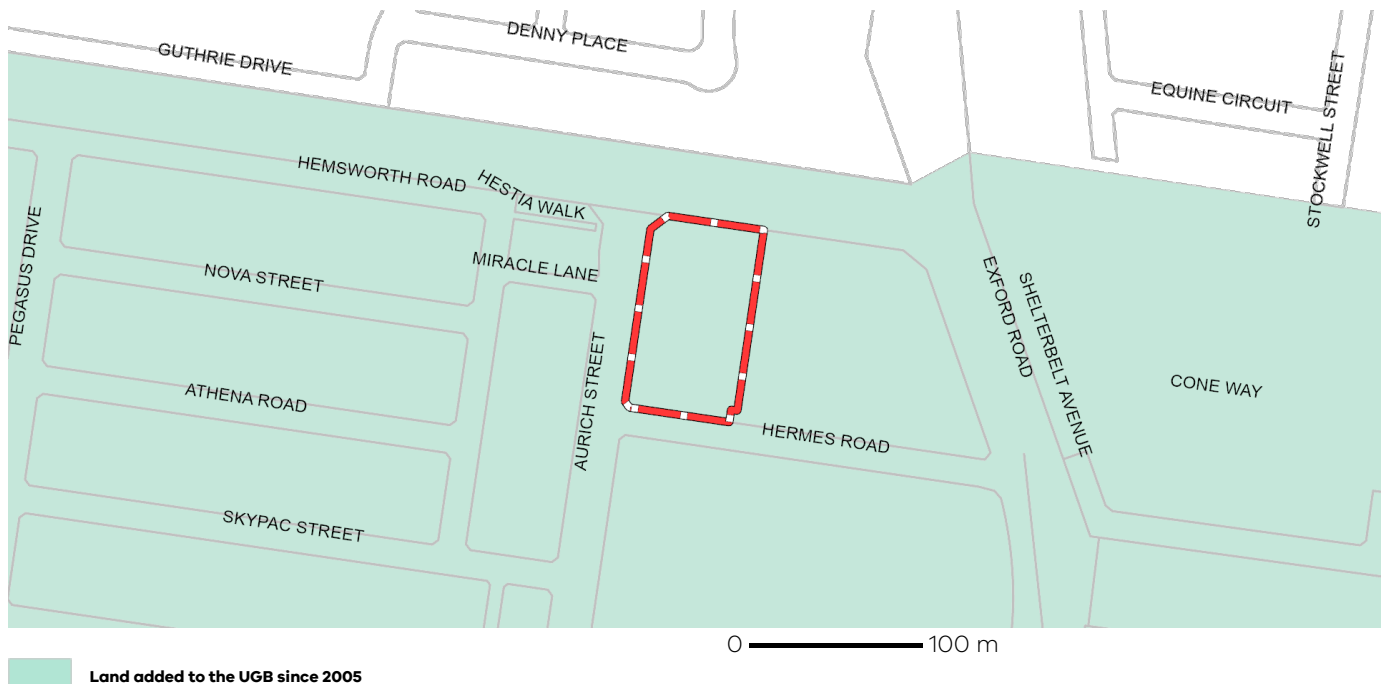 DENNY PLACE
GUTHRIE DRIVE
EQUINE CIRCUIT
STOCKWELL STREET
HEMSWORTH ROAD
HESTIA WALK
PEGASUS DRIVE
NOVA STREET
MIRACLE LANE
EXFORD ROAD
SHELTERBELT AVENUE
CONE WAY
ATHENA ROAD
AURICH STREET
HERMES ROAD
SKYPAC STREET
0 100 m
Land added to the UGB since 2005